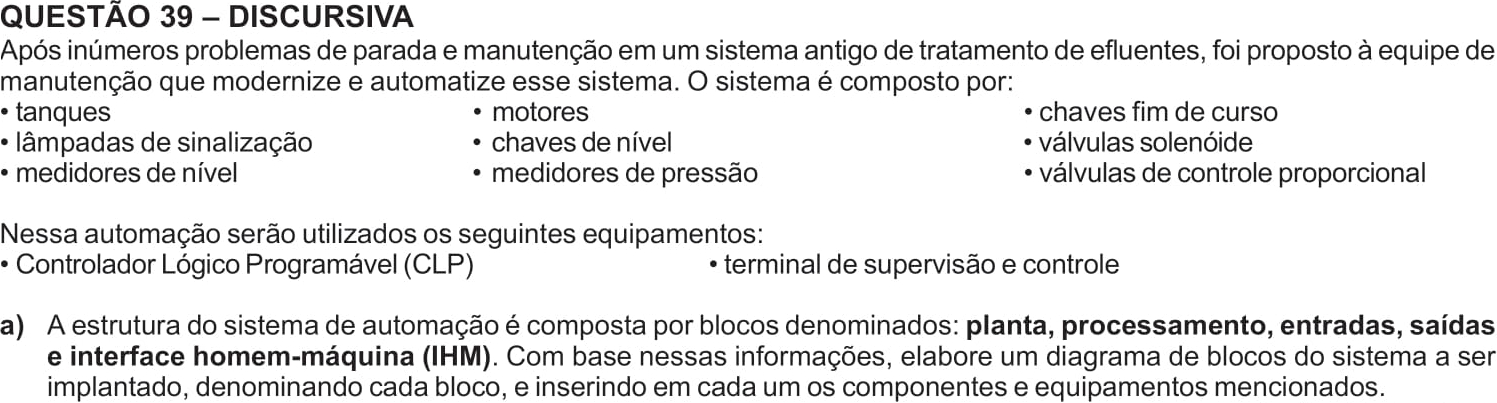 QUESTÃO 39 – DISCURSIVA
Após inúmeros problemas de parada e manutenção em um sistema antigo de tratamento de efluentes, foi proposto à equipe de
manutenção que modernize e automatize esse sistema. O sistema é composto por:
• tanques • motores • chaves fim de curso
• lâmpadas de sinalização • chaves de nível • válvulas solenóide
• medidores de nível • medidores de pressão • válvulas de controle proporcional
Nessa automação serão utilizados os seguintes equipamentos:
• Controlador Lógico Programável (CLP) • terminal de supervisão e controle
a) A estrutura do sistema de automação é composta por blocos denominados: planta, processamento, entradas, saídas
e interface homem-máquina (IHM). Com base nessas informações, elabore um diagrama de blocos do sistema a ser
implantado, denominando cada bloco, e inserindo em cada um os componentes e equipamentos mencionados.